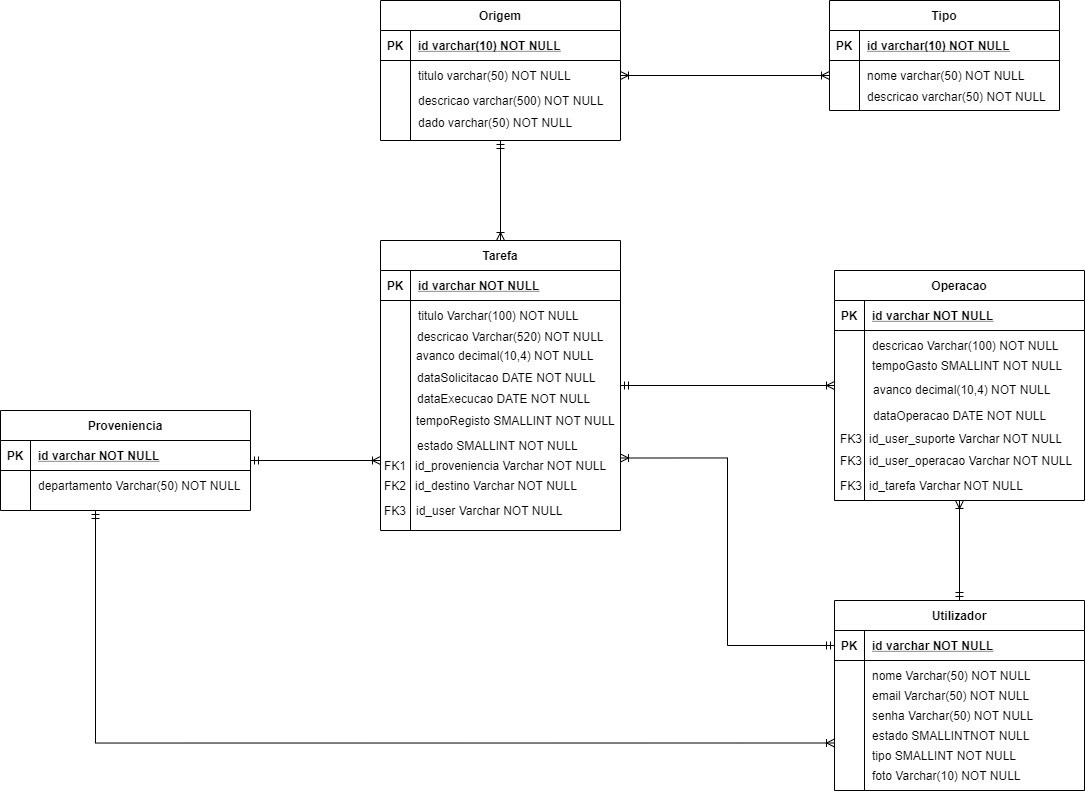 Origem
PK id varchar(10) NOT NULL
titulo varchar(50) NOT NULL
descricao varchar(500) NOT NULL
dado varchar(50) NOT NULL
Tipo
PK id varchar(10) NOT NULL
nome varchar(50) NOT NULL
descricao varchar(50) NOT NULL
Tarefa
PK id varchar NOT NULL
titulo Varchar(100) NOT NULL
descricao Varchar(520) NOT NULL
avanco decimal(10,4) NOT NULL
dataSolicitacao DATE NOT NULL
dataExecucao DATE NOT NULL
tempoRegisto SMALLINT NOT NULL
estado SMALLINT NOT NULL
FK1 id_proveniencia Varchar NOT NULL
FK2 id_destino Varchar NOT NULL
FK3 id_user Varchar NOT NULL
Operacao
PK id varchar NOT NULL
descricao Varchar(100) NOT NULL
tempoGasto SMALLINT NOT NULL
avanco decimal(10,4) NOT NULL
dataOperacao DATE NOT NULL
FK3 id_user_suporte Varchar NOT NULL
FK3 id_user_operacao Varchar NOT NULL
FK3 id_tarefa Varchar NOT NULL
Proveniencia
PK id varchar NOT NULL
departamento Varchar(50) NOT NULL
Utilizador
PK id varchar NOT NULL
nome Varchar(50) NOT NULL
email Varchar(50) NOT NULL
senha Varchar(50) NOT NULL
estado SMALLINTNOT NULL
tipo SMALLINT NOT NULL
foto Varchar(10) NOT NULL